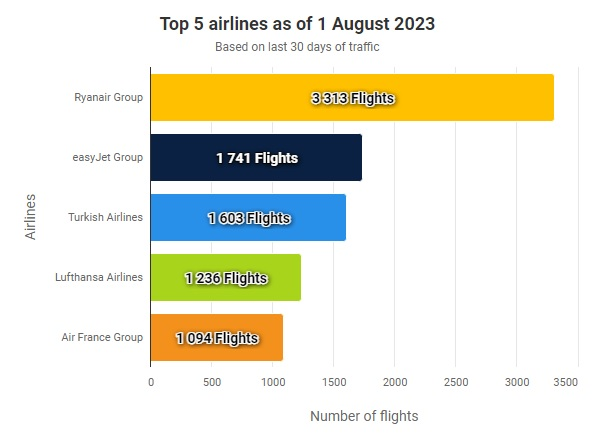 Top 5 airlines as of 1 August 2023
Based on last 30 days of traffic
Airlines
Ryanair Group
3 313 Flights
easyJet Group
1 741 Flights
Turkish Airlines
1 603 Flights
Lufthansa Airlines
1 236 Flights
Air France Group
1 094 Flights
0 500 1000 1500 2000 2500 3000 3500
Number of flights